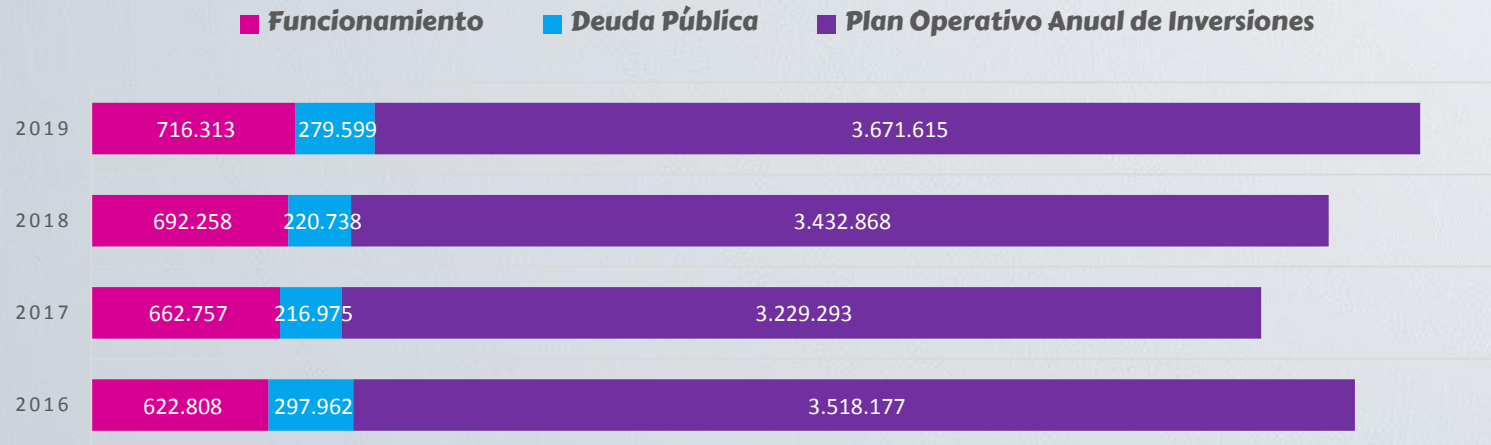 Funcionamiento Deuda Pública Plan Operativo Anual de Inversiones
2019 716.313 279.599 3.671.615
2018 692.258 220.738 3.432.868
2017 662.757 216.975 3.229.293
2016 622.808 297.962 3.518.177